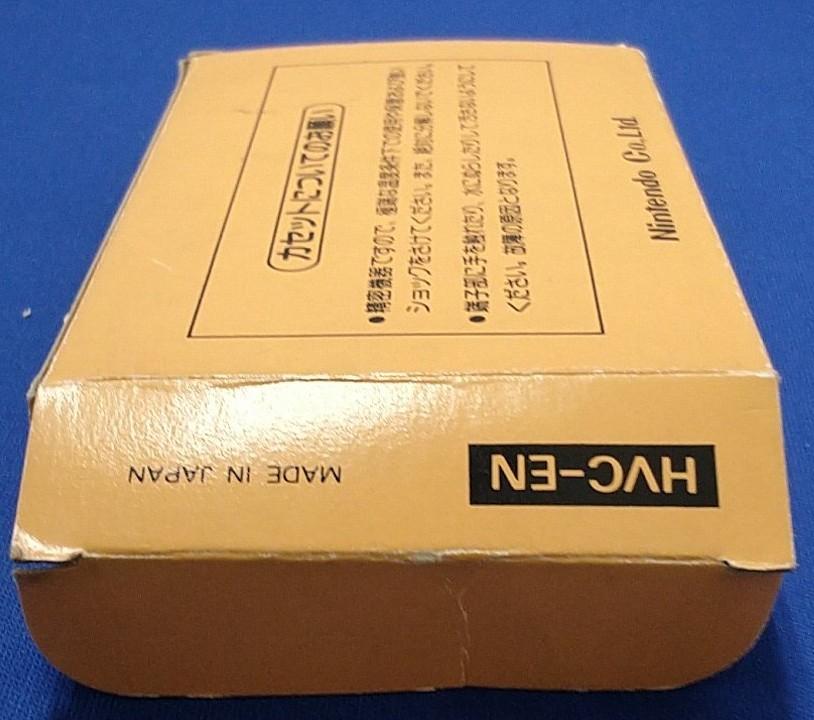 カセットについてのお願い
●精密機器ですので、極端な温度条件下での使用や保管および強い
ショックをさけてください。また、絶対に分解しないでください。
●端子部に手を触れたり、水にぬらしたりして汚さないようにして
ください。故障の原因となります。
Nintendo Co.,Ltd.
HVC-EN
MADE IN JAPAN